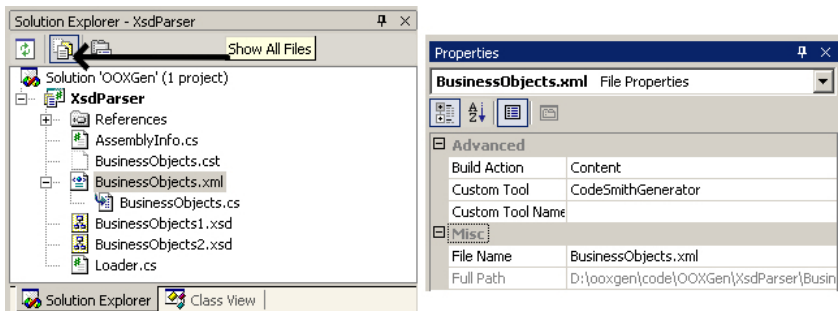 Solution Explorer - XsdParser
Show All Files
Solution 'OOXGen' (1 project)
XsdParser
References
AssemblyInfo.cs
BusinessObjects.cst
BusinessObjects.xml
BusinessObjects.cs
BusinessObjects1.xsd
BusinessObjects2.xsd
Loader.cs
Solution Explorer Class View
Properties
BusinessObjects.xml File Properties
Advanced
Build Action Content
Custom Tool CodeSmithGenerator
Custom Tool Name
Misc
File Name BusinessObjects.xml
Full Path D:\ooxgen\code\OOXGen\XsdParser\Busin